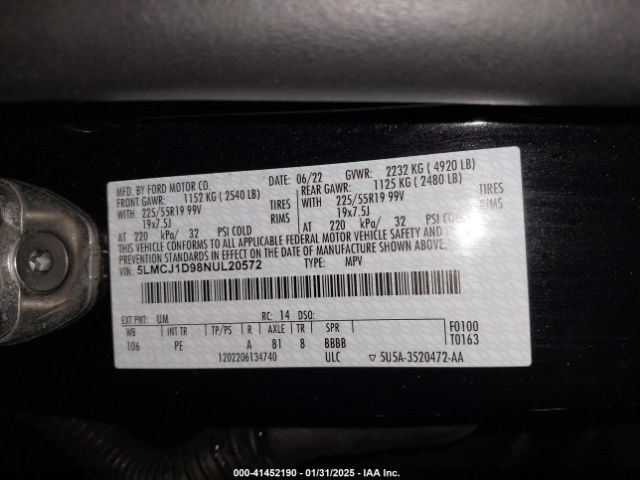 MFD. BY FORD MOTOR CO. DATE: 06/22 GVWR: 2232 KG ( 4920 LB)
FRONT GAWR: 1152 KG ( 2540 LB) REAR GAWR: 1125 KG ( 2480 LB)
WITH 225/55R19 99V TIRES WITH 225/55R19 99V TIRES
19x7.5J RIMS 19x7.5J RIMS
AT 220 kPa/ 32 PSI COLD AT 220 kPa/ 32 PSI COLD
THIS VEHICLE CONFORMS TO ALL APPLICABLE FEDERAL MOTOR VEHICLE SAFETY AND THEFT PREVENTION STANDARDS
IN EFFECT ON THE DATE OF MANUFACTURE SHOWN ABOVE.
VIN: 5LMCJ1D98NUL20572 TYPE: MPV
EXT PNT: UM RC: 14 DSO:
WB INT TR TP/PS R AXLE TR SPR F0100
106 PE A 81 8 BBBB T0163
1202206134740 ULC ▽ 5U5A-3520472-AA
000-41452190 - 01/31/2025 - IAA Inc.